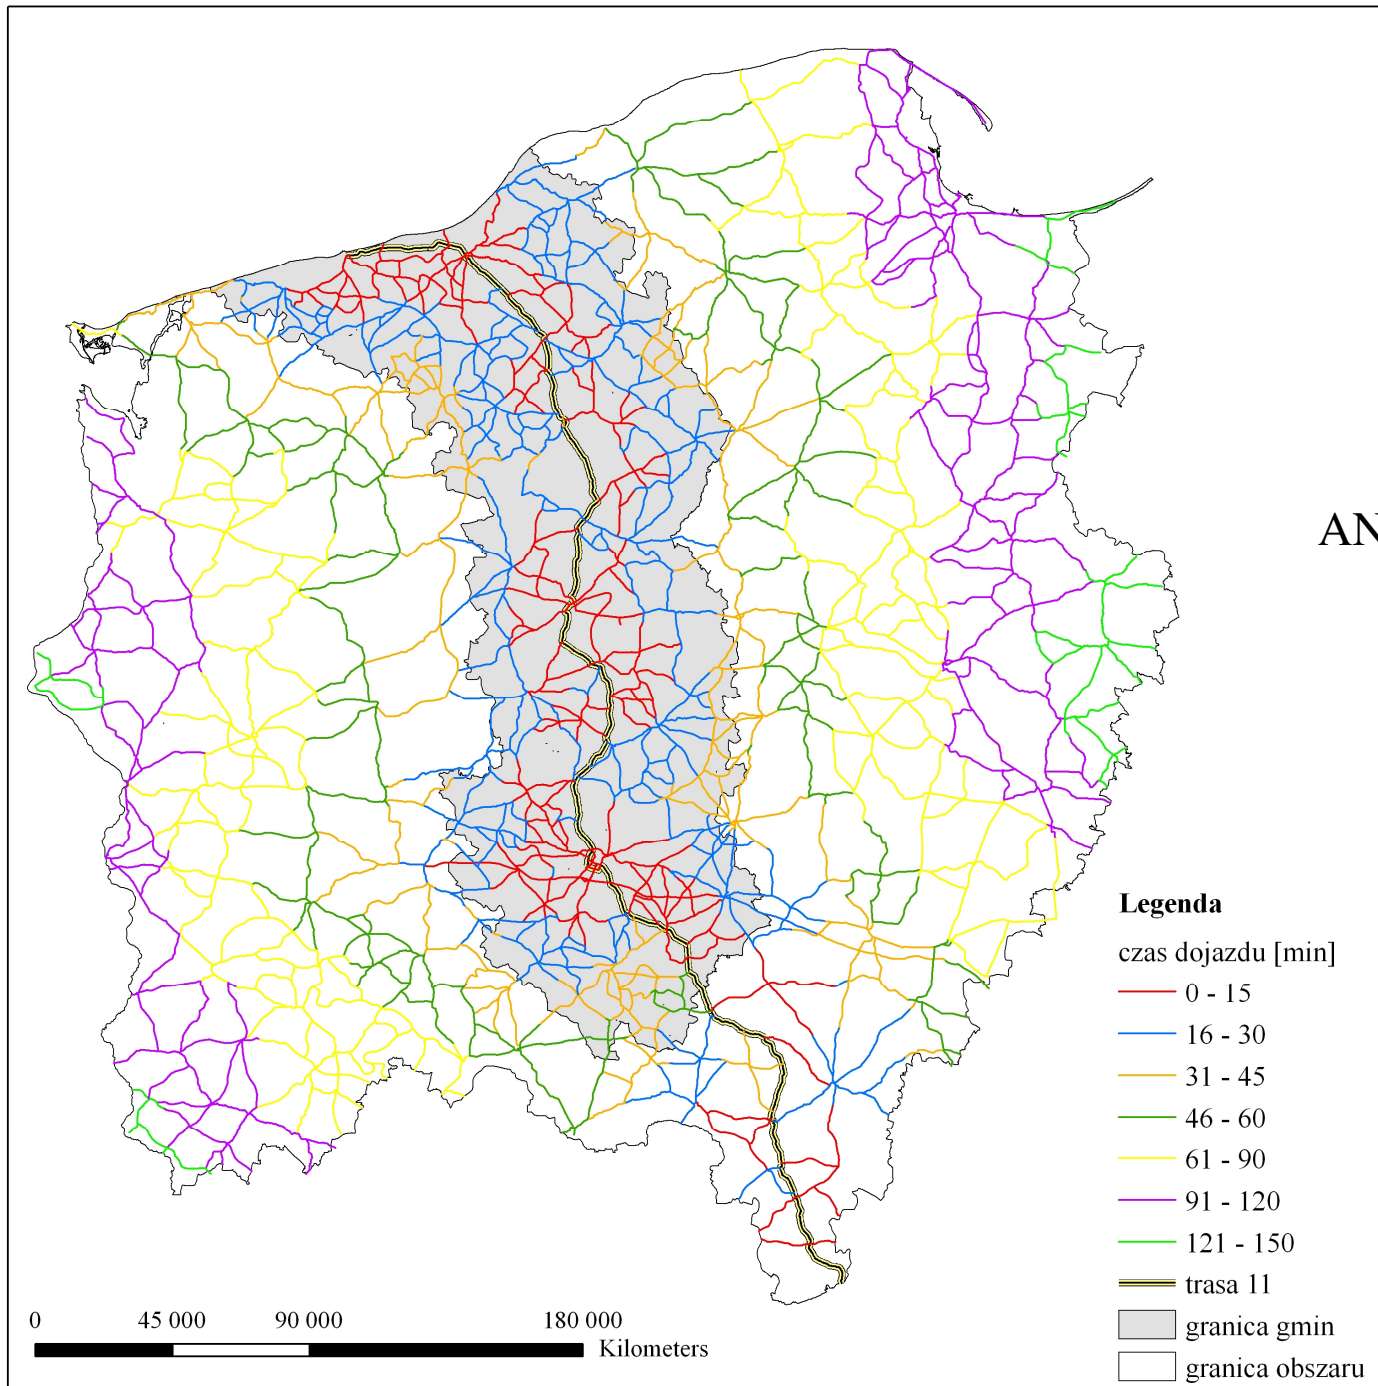 AN
Legenda
czas dojazdu [min]
0 - 15
16 - 30
31 - 45
46 - 60
61 - 90
91 - 120
121 - 150
trasa 11
granica gmin
granica obszaru
0 45 000 90 000 180 000
Kilometers